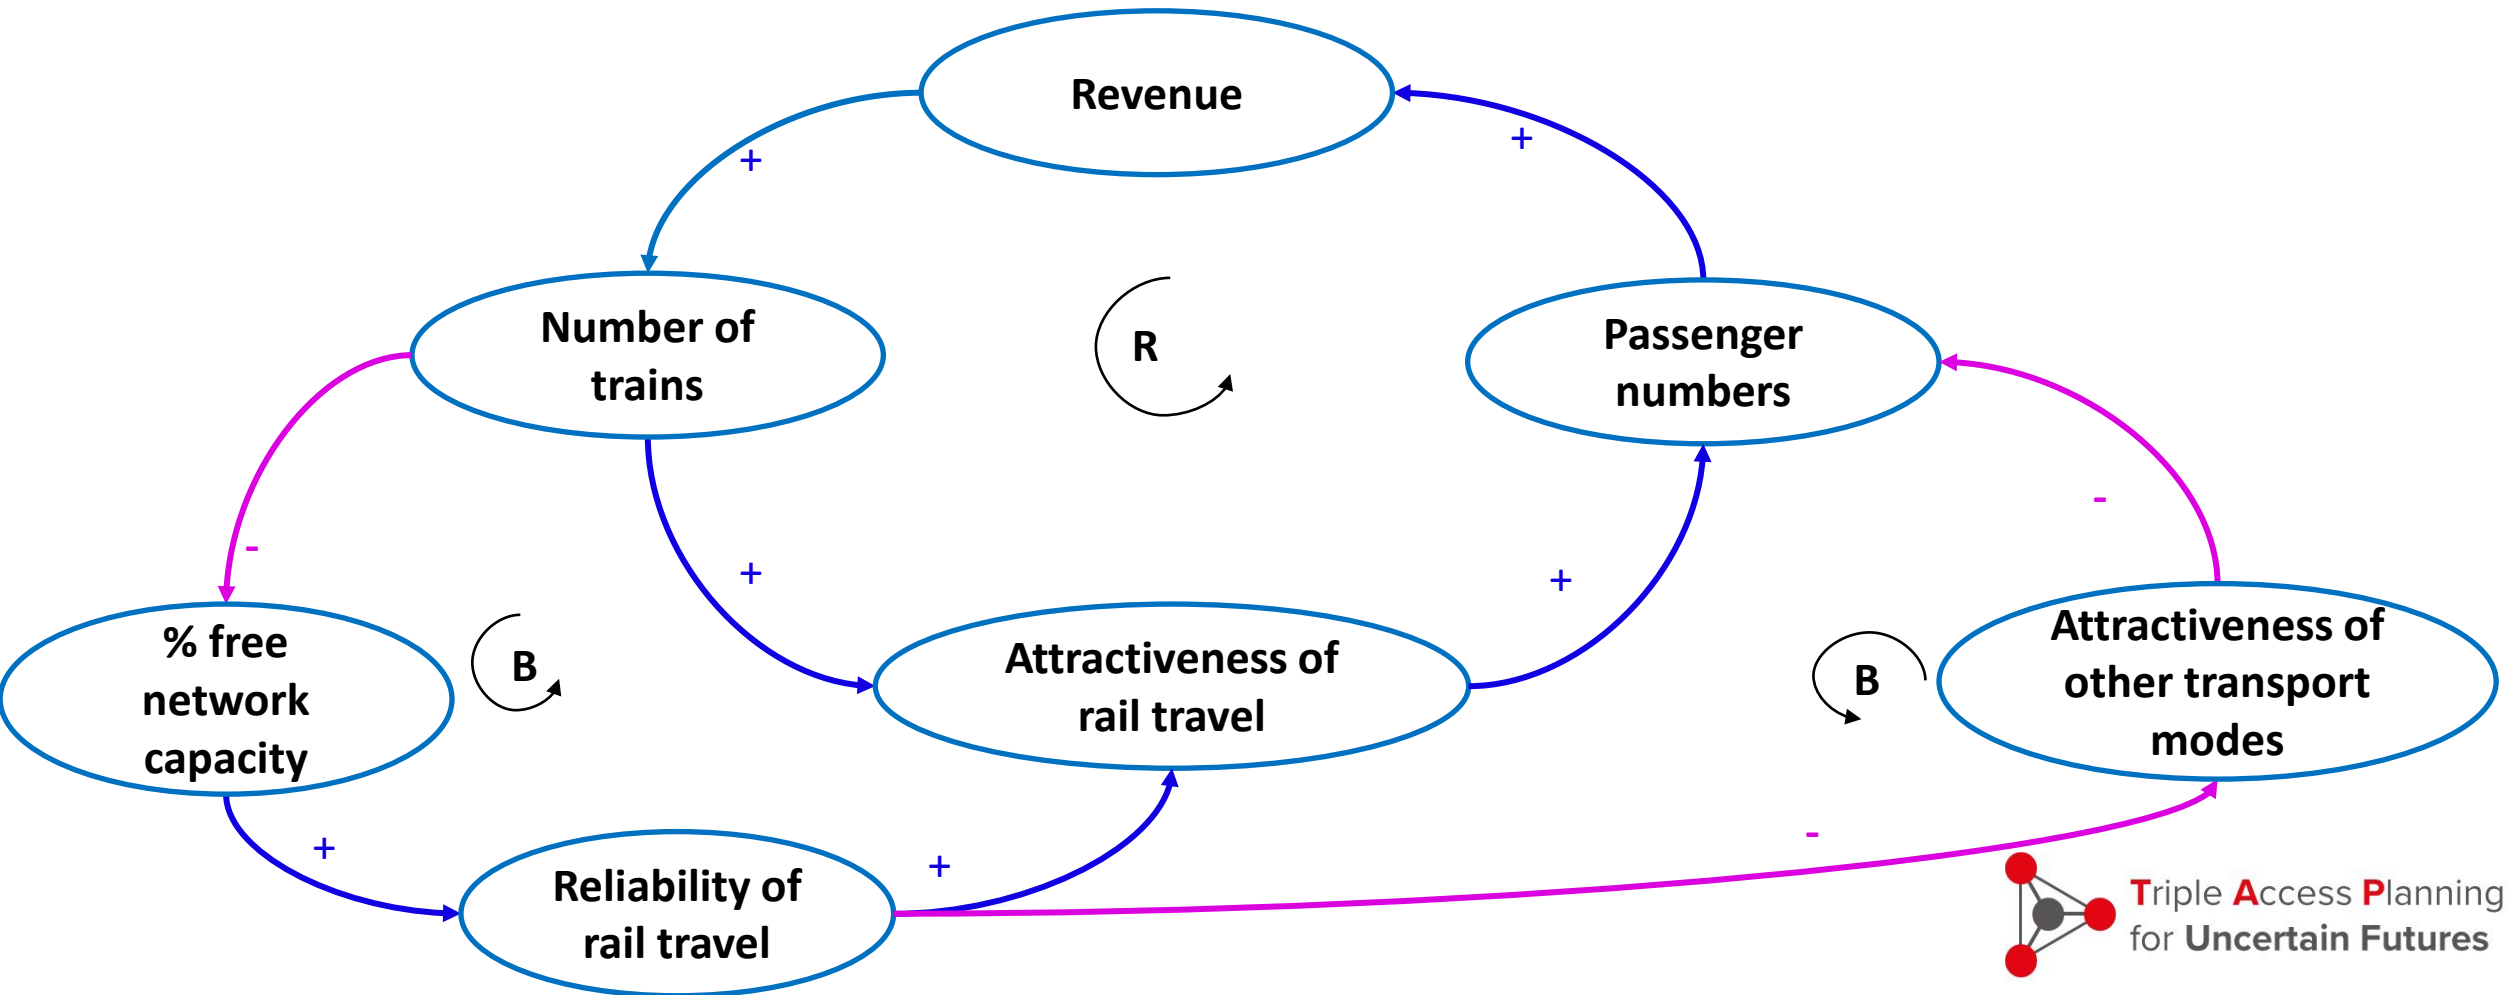 Revenue
+
+
Number of
trains
R
Passenger
numbers
-
-
+
+
% free
network
capacity
B
Attractiveness of
rail travel
B
Attractiveness of
other transport
modes
+
+
-
Reliability of
rail travel
Triple Access Planning
for Uncertain Futures